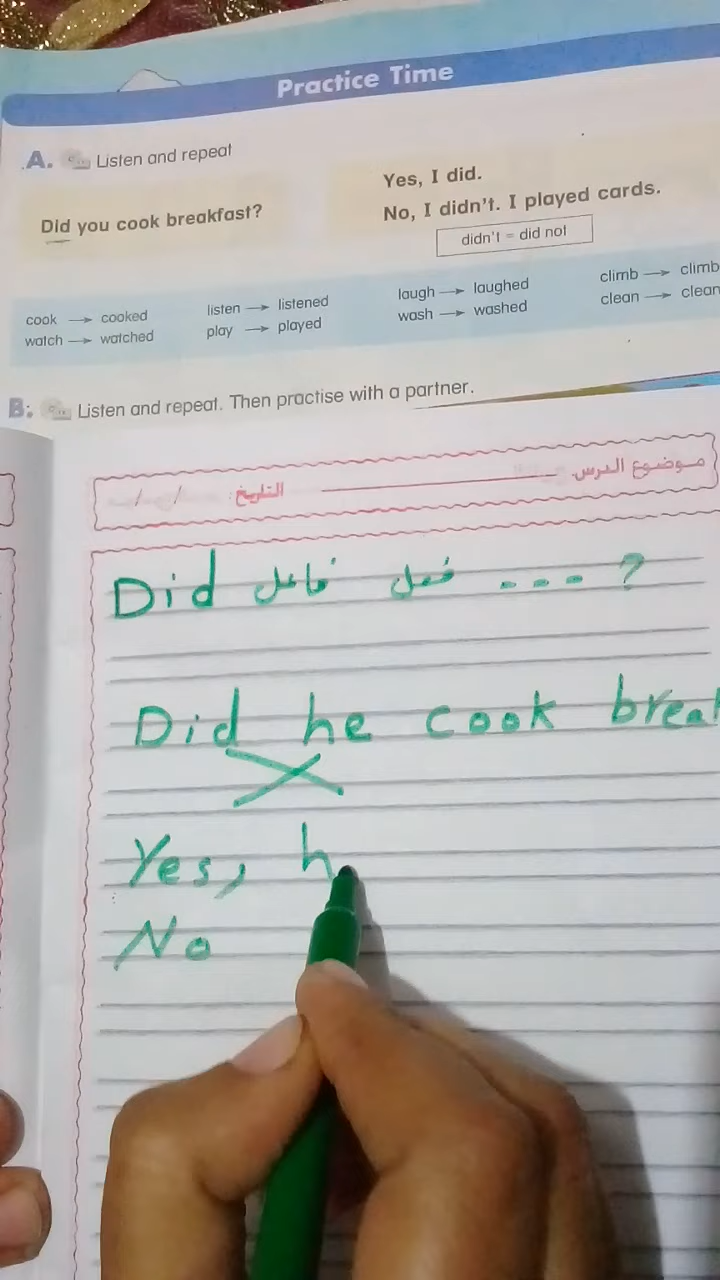 Practice Time
A. Listen and repeat
Did you cook breakfast?
Yes, I did.
No, I didn't. I played cards.
didn't = did not
cook → cooked
watch → watched
listen → listened
play → played
laugh → laughed
wash → washed
climb → climb
clean → clean
B: Listen and repeat. Then practise with a partner.
موضوع الدرس التاريخ: / /
Did فاعل فعل ... ?
Did he cook brea
Yes, h
No